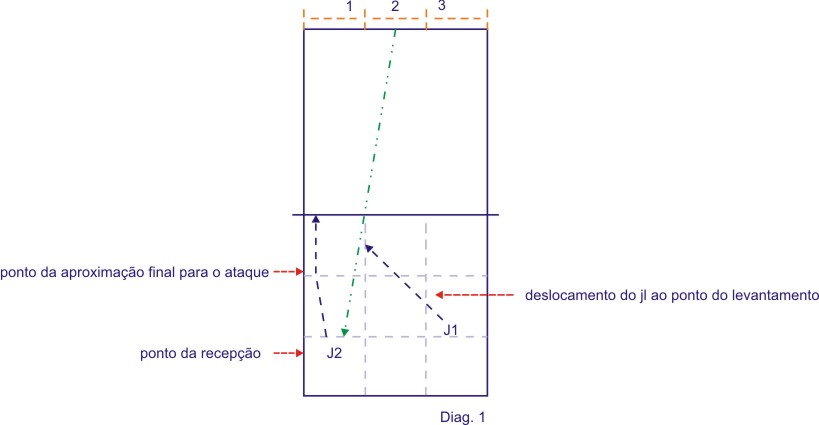 1 2 3
ponto da aproximação final para o ataque
deslocamento do jl ao ponto do levantamento
J1
ponto da recepção
J2
Diag. 1